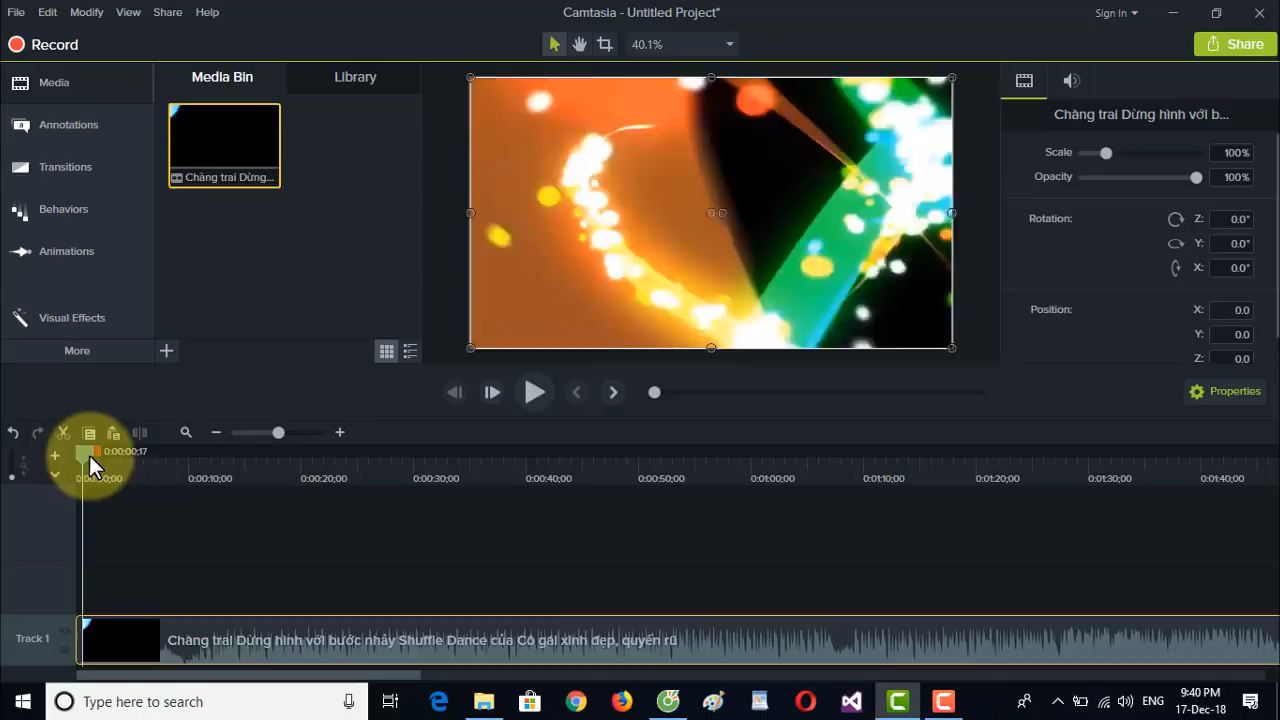 File Edit Modify View Share Help
Camtasia - Untitled Project*
Sign In
Record
40.1%
Share
Media
Annotations
Transitions
Behaviors
Animations
Visual Effects
More
Media Bin
Library
Chàng trai Dừng...
Chàng trai Dừng hình với b...
Scale 100%
Opacity 100%
Rotation: Z: 0.0°
Y: 0.0°
X: 0.0°
Position: X: 0.0
Y: 0.0
Z: 0.0
Properties
0:00:00;17
0:00:10;00 0:00:20;00 0:00:30;00 0:00:40;00 0:00:50;00 0:01:00;00 0:01:10;00 0:01:20;00 0:01:30;00 0:01:40;00
Track 1
Chàng trai Dừng hình với bước nhảy Shuffle Dance của Cô gái xinh đẹp, quyến rũ
Type here to search
ENG
9:40 PM
17-Dec-18